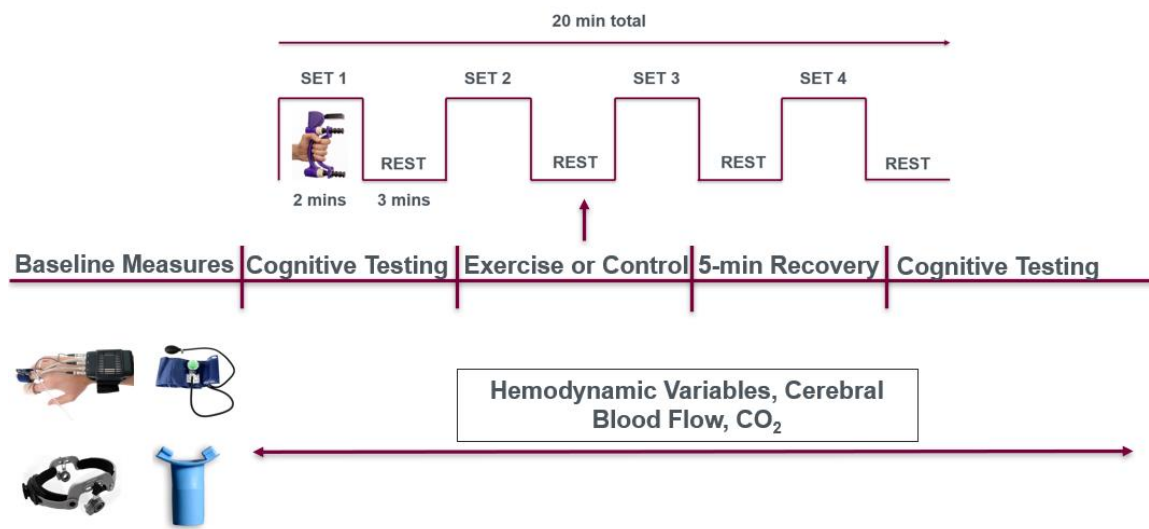 20 min total
SET 1 SET 2 SET 3 SET 4
REST REST REST REST
2 mins 3 mins
Baseline Measures Cognitive Testing Exercise or Control 5-min Recovery Cognitive Testing
Hemodynamic Variables, Cerebral
Blood Flow, CO₂